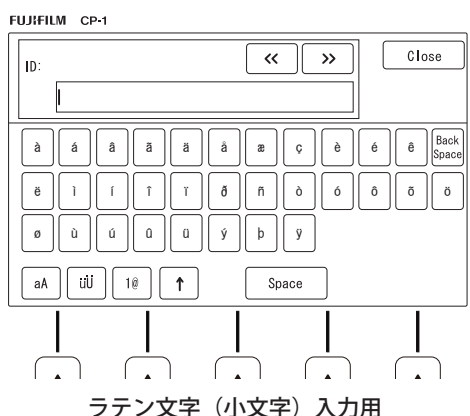 FUJIFILM CP-1
ID: << >> Close
à á â ã ä å æ ç è é ê Back Space
ë ì í î ï ð ñ ò ó ô õ ö
ø ù ú û ü ý þ ÿ
aA üÜ 1@ ↑ Space
ラテン文字（小文字）入力用